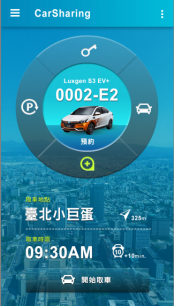 CarSharing
Luxgen S3 EV+
0002-E2
預約
取車地點
臺北小巨蛋
325m
取車時間
09:30AM
10
+10min.
開始取車